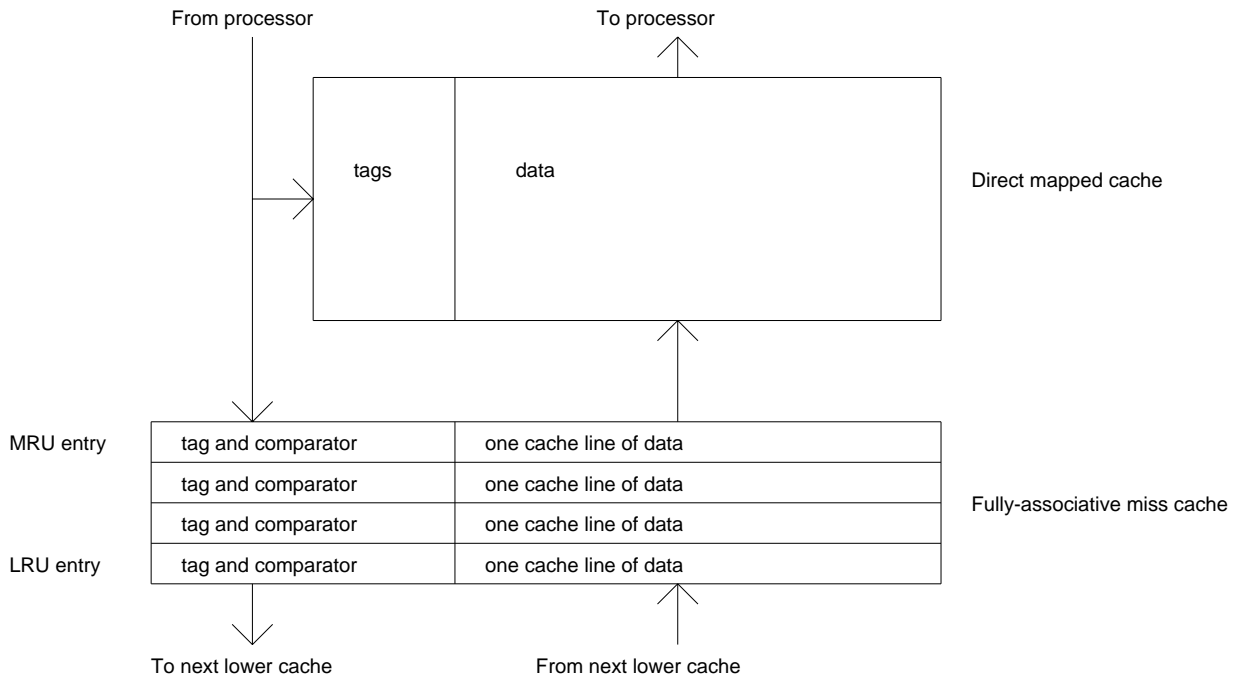 From processor
To processor
tags
data
Direct mapped cache
MRU entry
tag and comparator
one cache line of data
tag and comparator
one cache line of data
Fully-associative miss cache
tag and comparator
one cache line of data
LRU entry
tag and comparator
one cache line of data
To next lower cache
From next lower cache